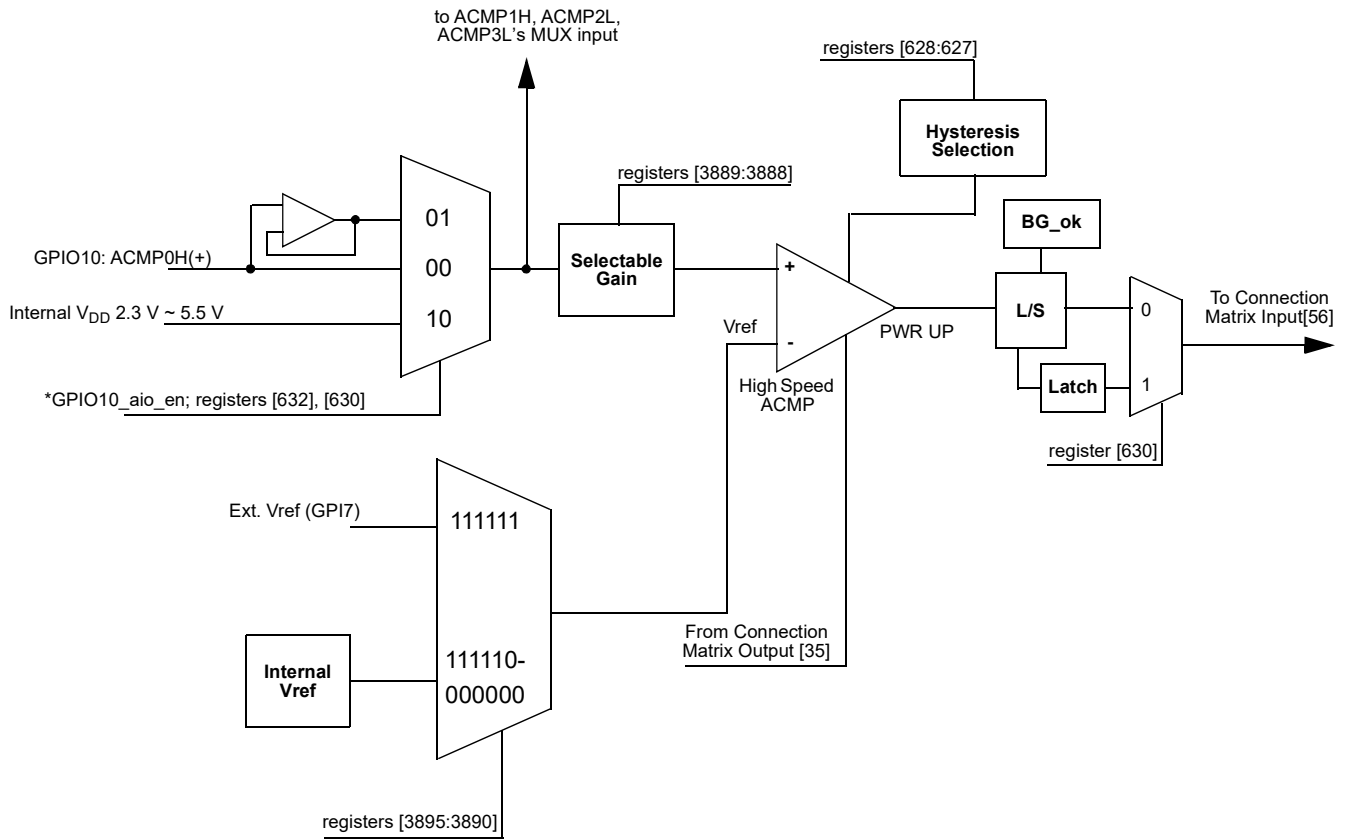 to ACMP1H, ACMP2L,
ACMP3L's MUX input
registers [628:627]
Hysteresis
Selection
registers [3889:3888]
01
BG_ok
GPIO10: ACMP0H(+)
00
Selectable
Gain
+
Internal VDD 2.3 V ~ 5.5 V
10
L/S
0
To Connection
Matrix Input[56]
Vref
-
PWR UP
*GPIO10_aio_en; registers [632], [630]
High Speed
ACMP
Latch
1
register [630]
Ext. Vref (GPI7)
111111
From Connection
Matrix Output [35]
Internal
Vref
111110-
000000
registers [3895:3890]